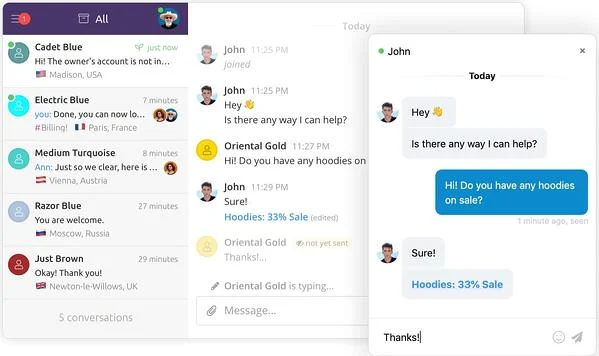 1
All
Cadet Blue
just now
Hi! The owner's account is not in…
Madison, USA
Electric Blue
7 minutes
you: Done, you can now lo…
#Billing! Paris, France
Medium Turquoise
8 minutes
Ann: Just so we clear, here is …
Vienna, Austria
Razor Blue
27 minutes
You are welcome.
Moscow, Russia
Just Brown
29 minutes
Okay! Thank you!
Newton-le-Willows, UK
5 conversations
Today
John 11:25 PM
joined
John 11:25 PM
Hey 👋
Is there any way I can help?
Oriental Gold 11:27 PM
Hi! Do you have any hoodies on
John 11:29 PM
Sure!
Hoodies: 33% Sale (edited)
Oriental Gold not yet sent
Thanks!…
Oriental Gold is typing…
Message…
John
×
Today
Hey 👋
Is there any way I can help?
Hi! Do you have any hoodies
on sale?
1 minute ago, seen
Sure!
Hoodies: 33% Sale
Thanks!